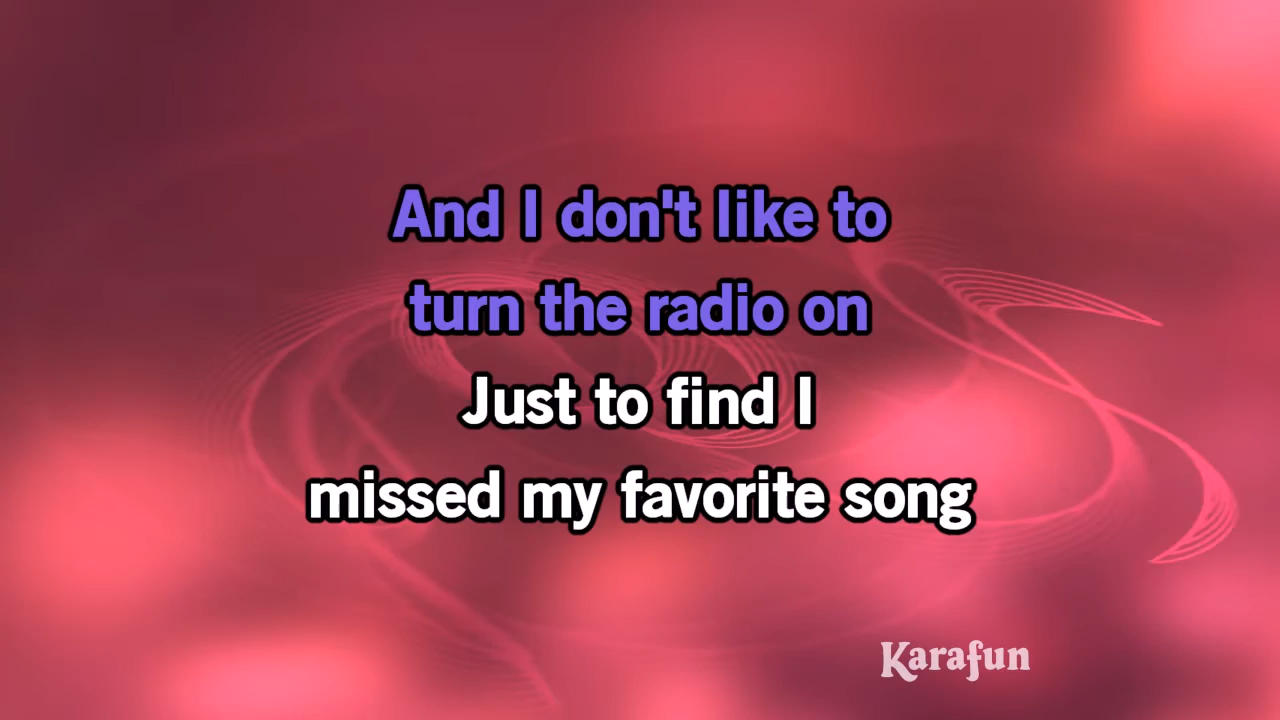 And I don't like to
turn the radio on
Just to find I
missed my favorite song
Karafun